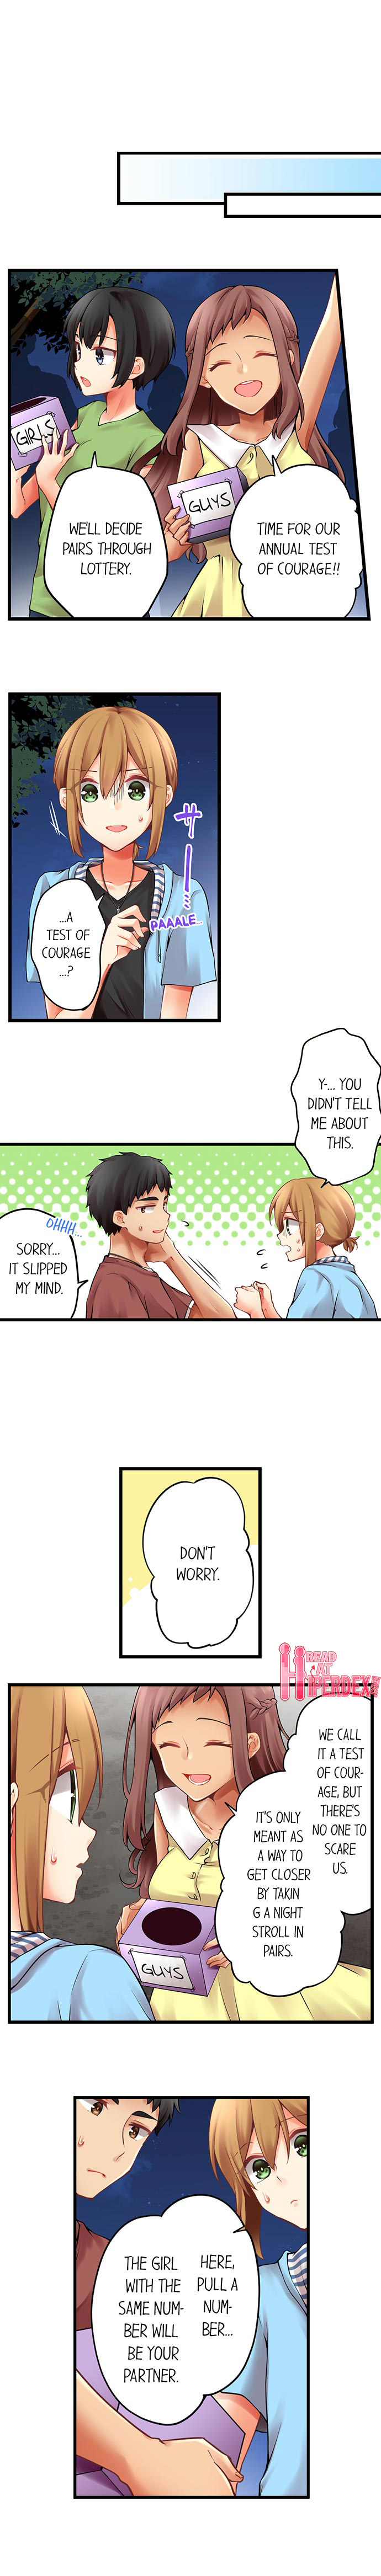 TIME FOR OUR
ANNUAL TEST
OF COURAGE!!
GUYS
GIRLS
WE'LL DECIDE
PAIRS THROUGH
LOTTERY.
サーッ
PAAALE...
...A
TEST OF
COURAGE
...?
Y-... YOU
DIDN'T TELL
ME ABOUT
THIS.
OHHH...
SORRY...
IT SLIPPED
MY MIND.
DON'T
WORRY.
READ
AT
HIPERDEX!!
WE CALL
IT A TEST
OF COUR-
AGE, BUT
THERE'S
NO ONE TO
SCARE
US.
IT'S ONLY
MEANT AS
A WAY TO
GET CLOSER
BY TAKIN
G A NIGHT
STROLL IN
PAIRS.
GUYS
HERE,
PULL A
NUM-
BER...
THE GIRL
WITH THE
SAME NUM-
BER WILL
BE YOUR
PARTNER.